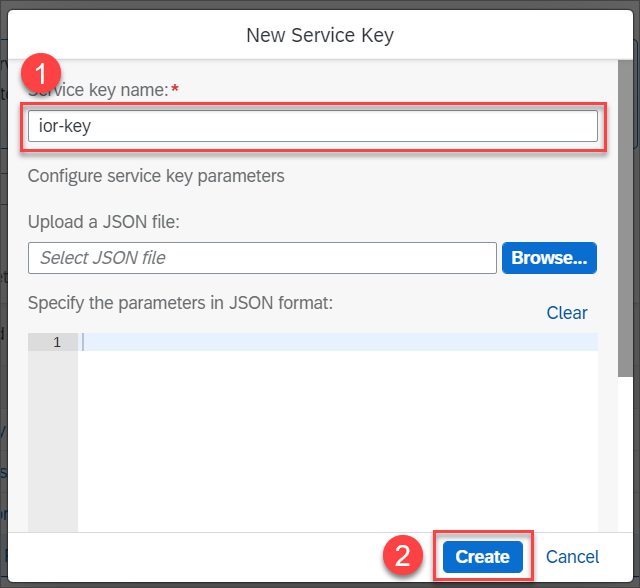 New Service Key
1
Service key name:*
ior-key
Configure service key parameters
Upload a JSON file:
Select JSON file
Browse...
Specify the parameters in JSON format:
Clear
1
2
Create
Cancel